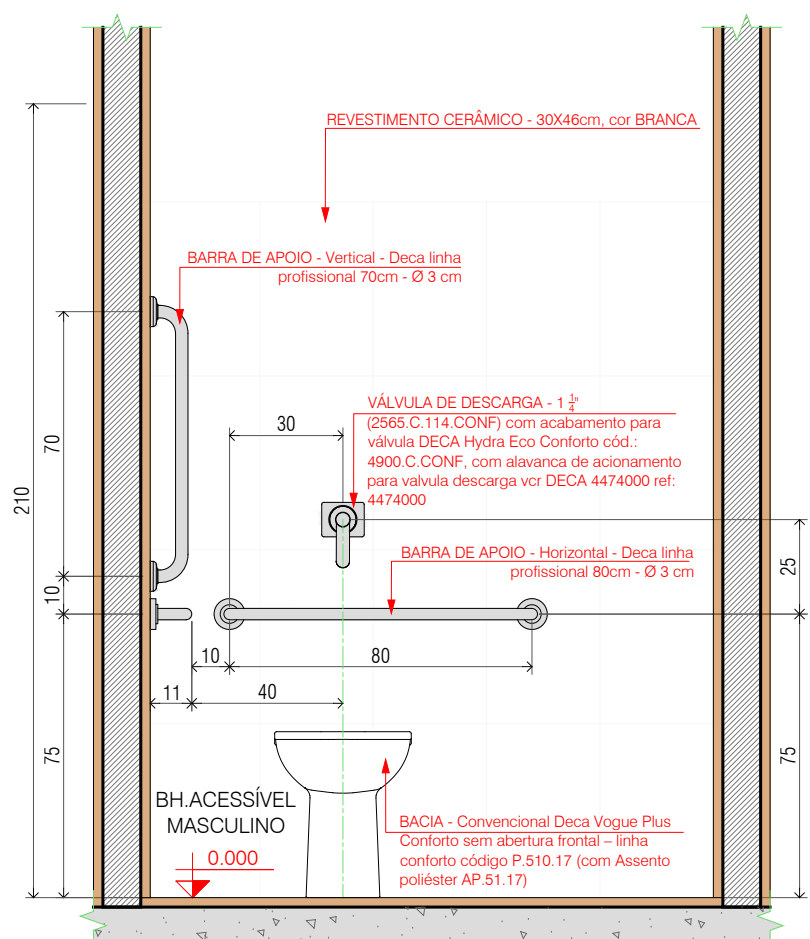 REVESTIMENTO CERÂMICO - 30X46cm, cor BRANCA
BARRA DE APOIO - Vertical - Deca linha
profissional 70cm - Ø 3 cm
VÁLVULA DE DESCARGA - 1 1/4"
(2565.C.114.CONF) com acabamento para
válvula DECA Hydra Eco Conforto cód.:
4900.C.CONF, com alavanca de acionamento
para valvula descarga vcr DECA 4474000 ref:
4474000
30
70
210
BARRA DE APOIO - Horizontal - Deca linha
profissional 80cm - Ø 3 cm
25
10
10
80
11
40
75
75
BH.ACESSÍVEL
MASCULINO
0.000
BACIA - Convencional Deca Vogue Plus
Conforto sem abertura frontal – linha
conforto código P.510.17 (com Assento
poliéster AP.51.17)